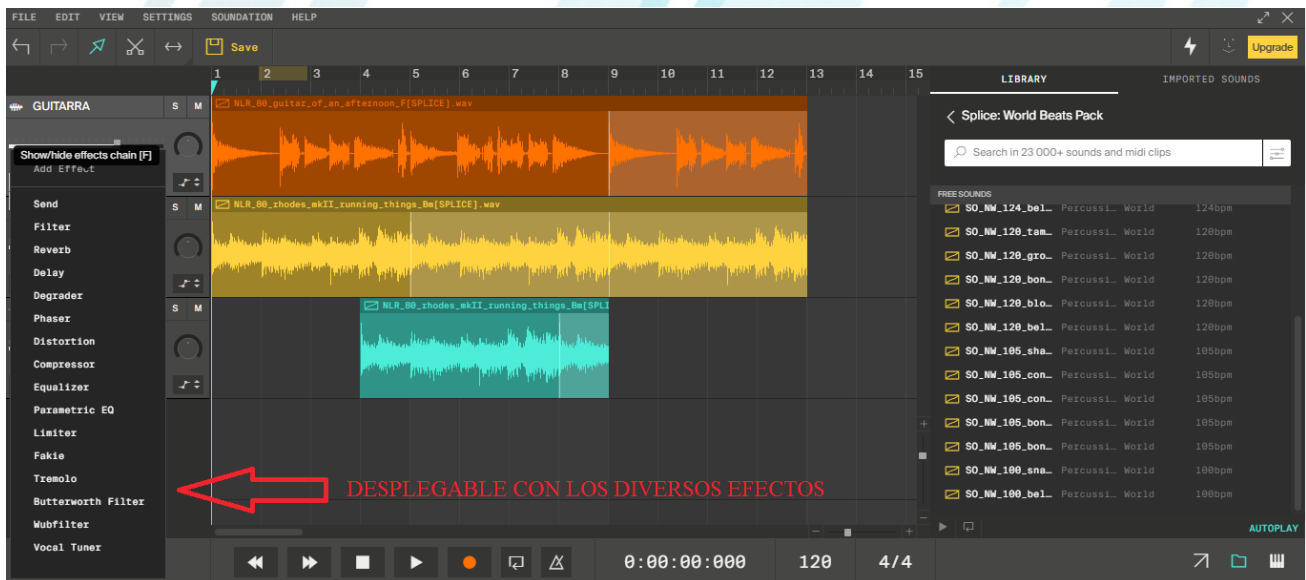 FILE EDIT VIEW SETTINGS SOUNDATION HELP
Save
Upgrade
1 2 3 4 5 6 7 8 9 10 11 12 13 14 15
LIBRARY IMPORTED SOUNDS
GUITARRA S M
NLR_80_guitar_of_an_afternoon_F[SPLICE].wav
Splice: World Beats Pack
Show/hide effects chain [F]
Search in 23 000+ sounds and midi clips
Add Effect
FREE SOUNDS
Send
S M
NLR_80_rhodes_mkII_running_things_Bm[SPLICE].wav
SO_NW_124_bel… Percussi… World 124bpm
Filter
SO_NW_120_tam… Percussi… World 120bpm
Reverb
SO_NW_120_gro… Percussi… World 120bpm
Delay
SO_NW_120_bon… Percussi… World 120bpm
Degrader
S M
NLR_80_rhodes_mkII_running_things_Bm[SPLI
SO_NW_120_blo… Percussi… World 120bpm
Phaser
SO_NW_120_bel… Percussi… World 120bpm
Distortion
SO_NW_105_sha… Percussi… World 105bpm
Compressor
SO_NW_105_con… Percussi… World 105bpm
Equalizer
SO_NW_105_con… Percussi… World 105bpm
Parametric EQ
SO_NW_105_bon… Percussi… World 105bpm
Limiter
SO_NW_105_bon… Percussi… World 105bpm
Fakie
SO_NW_100_sna… Percussi… World 100bpm
Tremolo
SO_NW_100_bel… Percussi… World 100bpm
DESPLEGABLE CON LOS DIVERSOS EFECTOS
Butterworth Filter
Wubfilter
AUTOPLAY
Vocal Tuner
0:00:00:000 120 4/4